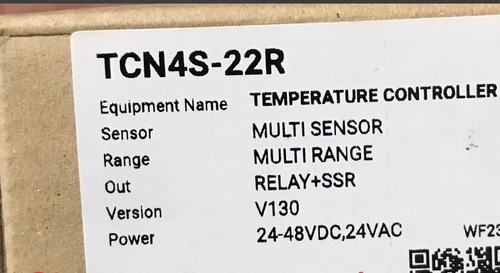 TCN4S-22R
Equipment Name TEMPERATURE CONTROLLER
Sensor MULTI SENSOR
Range MULTI RANGE
Out RELAY+SSR
Version V130
Power 24-48VDC,24VAC WF23